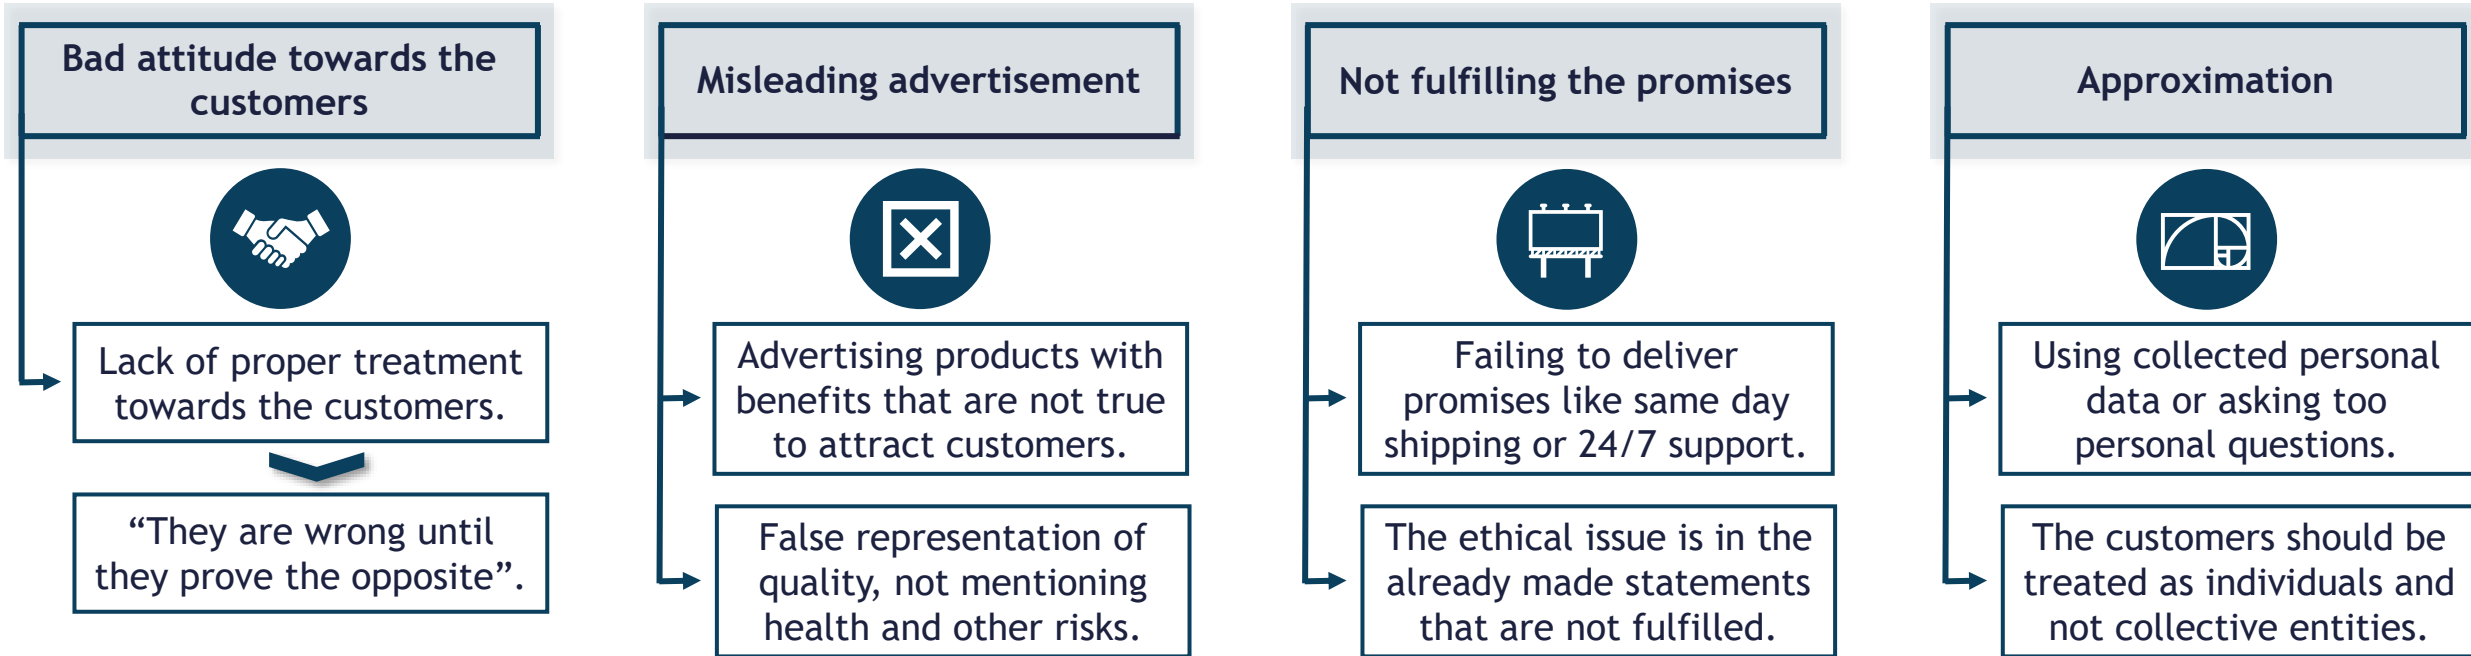 Bad attitude towards the
customers
Lack of proper treatment
towards the customers.
“They are wrong until
they prove the opposite”.
Misleading advertisement
Advertising products with
benefits that are not true
to attract customers.
False representation of
quality, not mentioning
health and other risks.
Not fulfilling the promises
Failing to deliver
promises like same day
shipping or 24/7 support.
The ethical issue is in the
already made statements
that are not fulfilled.
Approximation
Using collected personal
data or asking too
personal questions.
The customers should be
treated as individuals and
not collective entities.